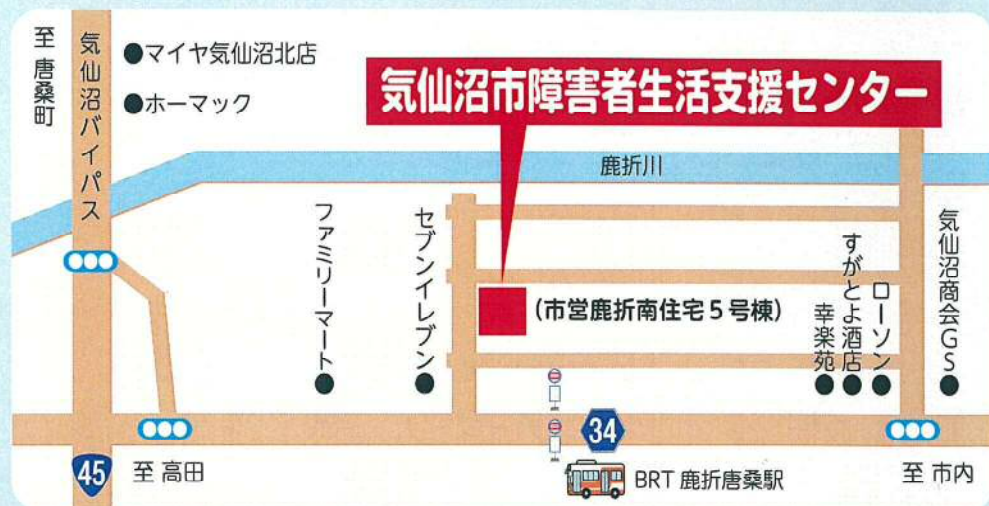 至 唐桑町
気仙沼バイパス
●マイヤ気仙沼北店
●ホーマック
気仙沼市障害者生活支援センター
鹿折川
ファミリーマート
セブンイレブン
(市営鹿折南住宅5号棟)
幸楽苑
すがとよ酒店
ローソン
気仙沼商会GS
34
45
至 高田
BRT 鹿折唐桑駅
至 市内